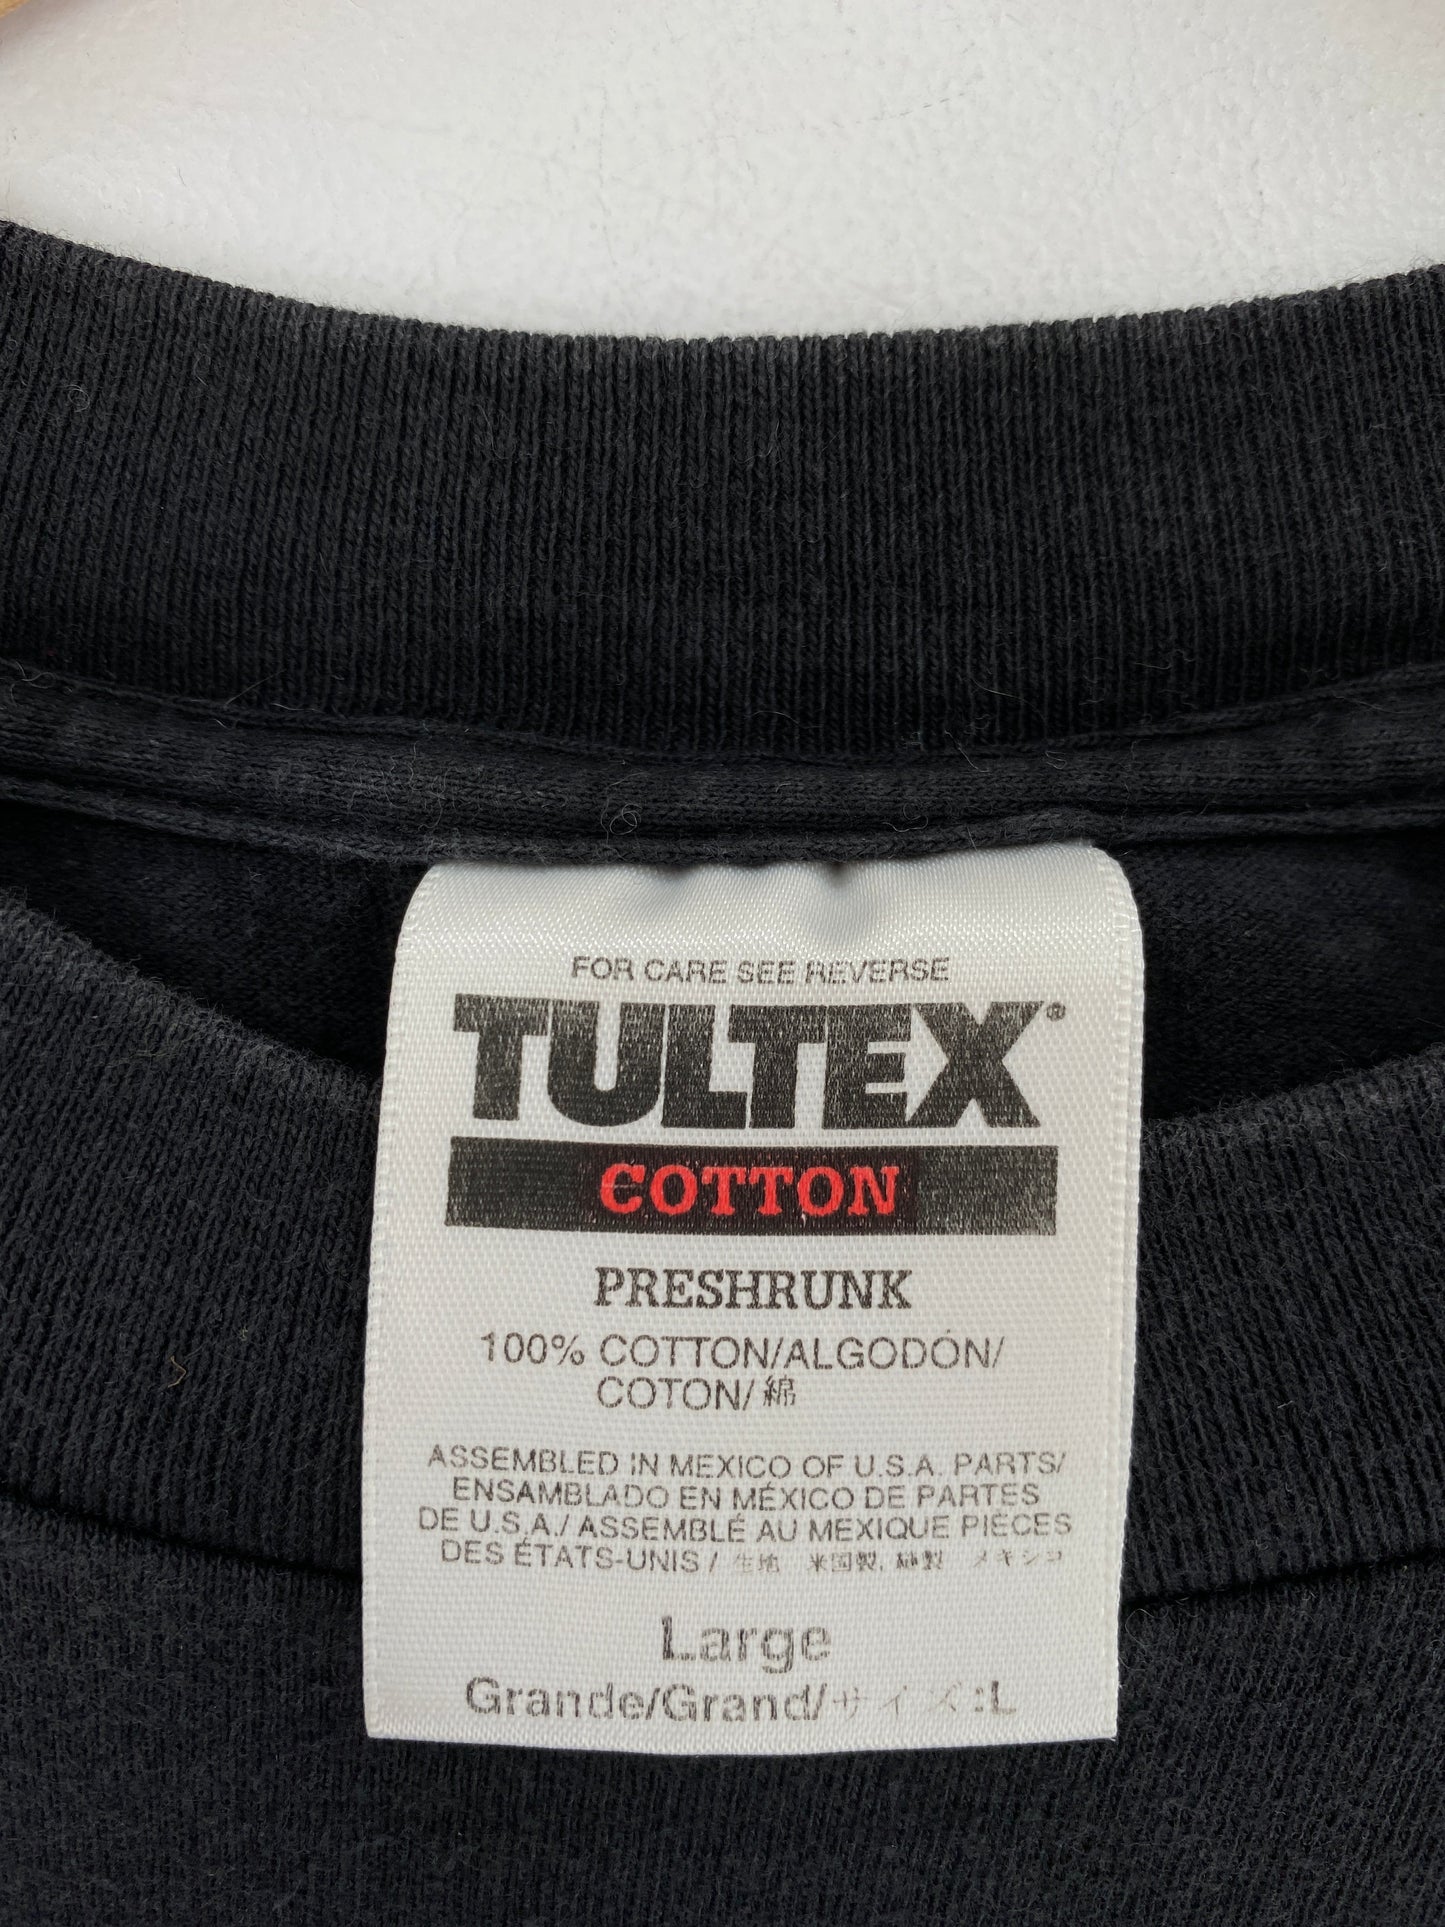 FOR CARE SEE REVERSE
TULTEX®
COTTON
PRESHRUNK
100% COTTON/ALGODÓN/
COTON/綿
ASSEMBLED IN MEXICO OF U.S.A. PARTS/
ENSAMBLADO EN MÉXICO DE PARTES
DE U.S.A./ASSEMBLÉ AU MEXIQUE PIÈCES
DES ÉTATS-UNIS/生地 米国製, 縫製 メキシコ
Large
Grande/Grand/サイズ:L